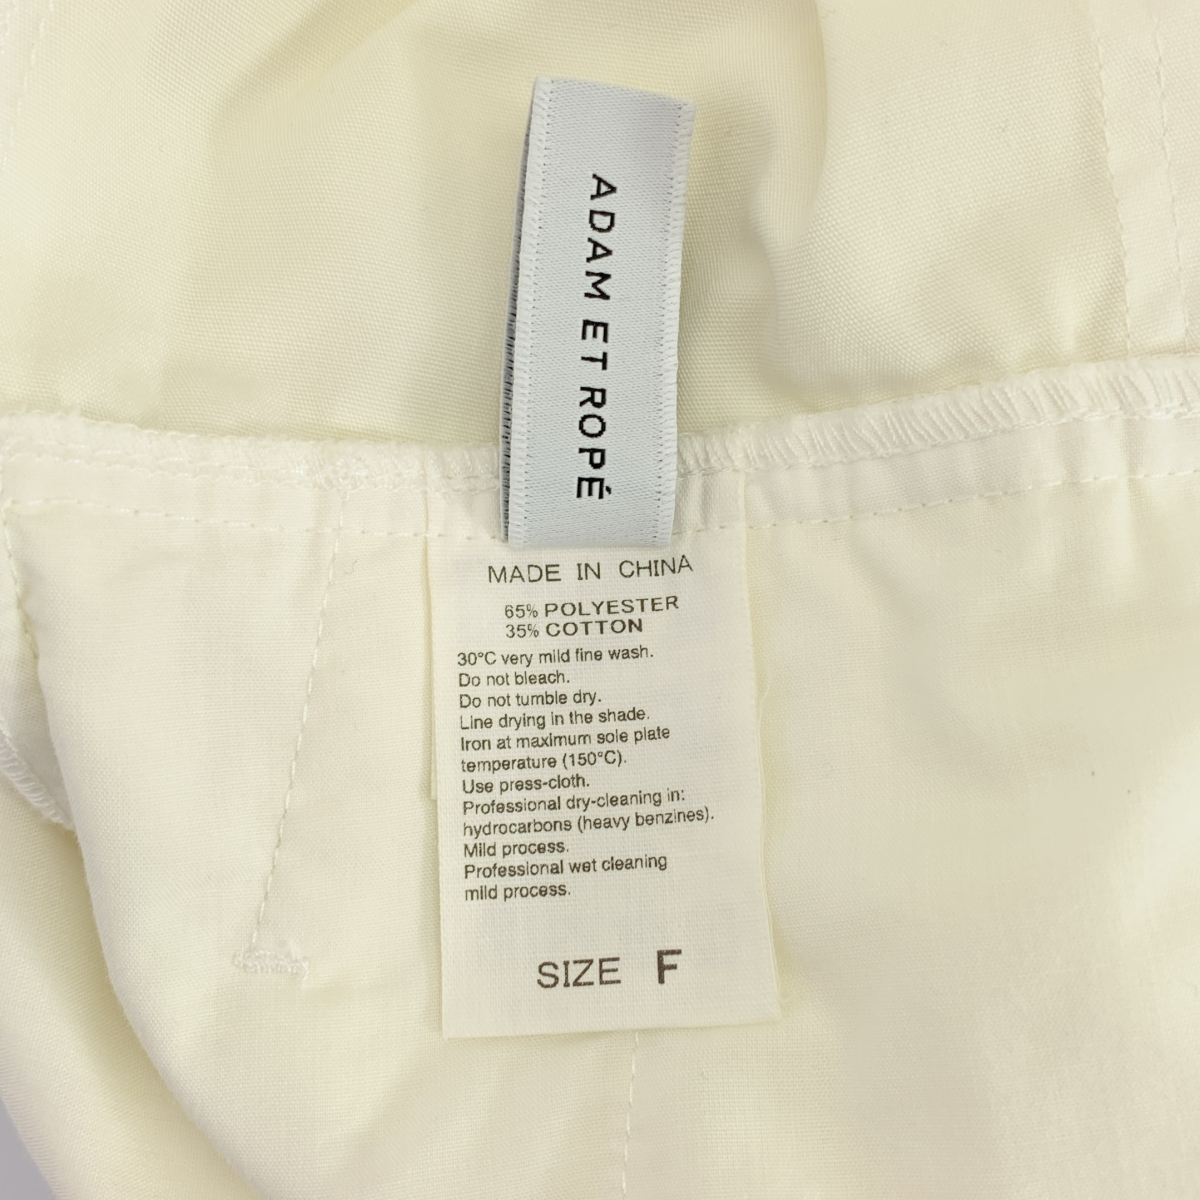 ADAM ET ROPÉ
MADE IN CHINA
65% POLYESTER
35% COTTON
30°C very mild fine wash.
Do not bleach.
Do not tumble dry.
Line drying in the shade.
Iron at maximum sole plate
temperature (150°C).
Use press-cloth.
Professional dry-cleaning in:
hydrocarbons (heavy benzines).
Mild process.
Professional wet cleaning
mild process.
SIZE F